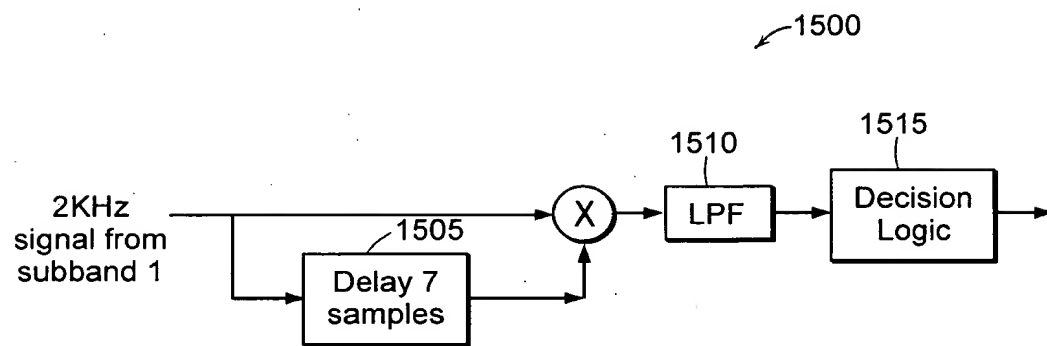 1500
2KHz
signal from
subband 1
1505
Delay 7
samples
X
1510
LPF
1515
Decision
Logic